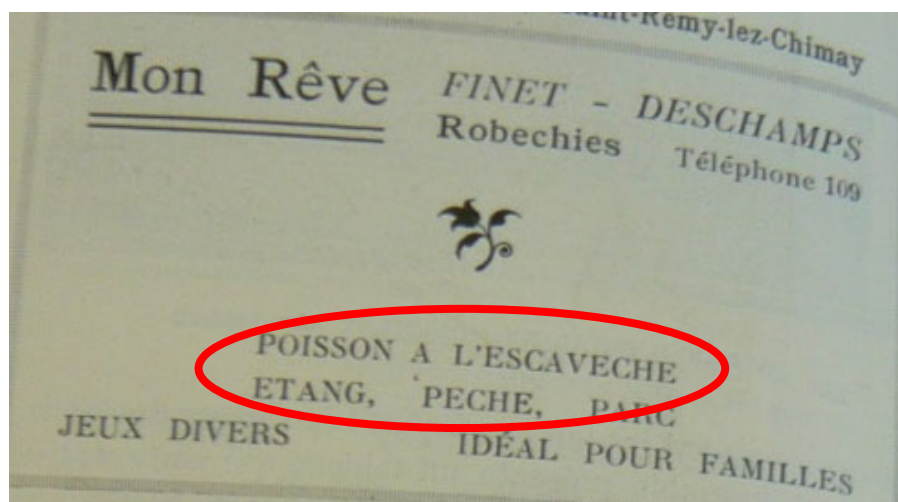 Saint-Remy-lez-Chimay
Mon Rêve
FINET - DESCHAMPS
Robechies Téléphone 109
POISSON A L'ESCAVECHE
ETANG, PECHE, PARC
JEUX DIVERS IDÉAL POUR FAMILLES